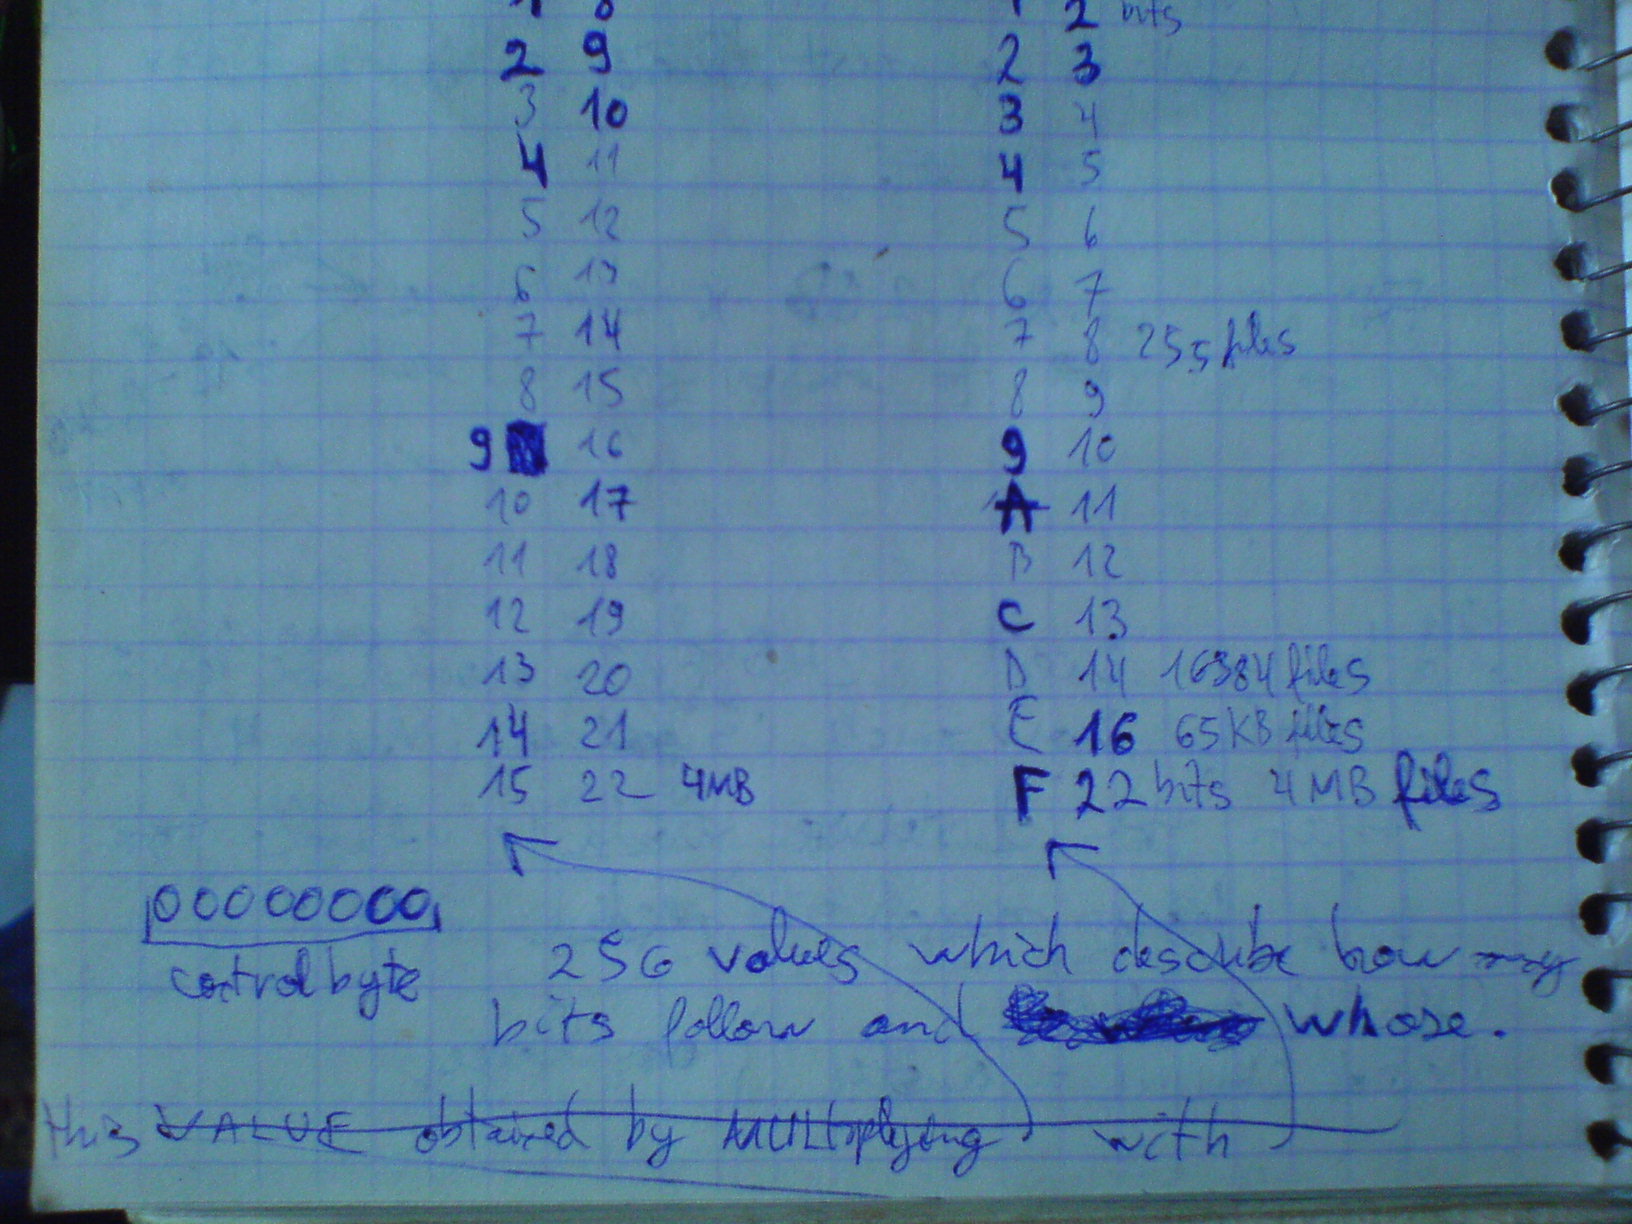 1 8 1 2 bits
2 9 2 3
3 10 3 4
4 11 4 5
5 12 5 6
6 13 6 7
7 14 7 8 255 files
8 15 8 9
9 16 9 10
10 17 A 11
11 18 B 12
12 19 C 13
13 20 D 14 16384 files
14 21 E 16 65KB files
15 22 4MB F 22 bits 4MB files
00000000
control byte
256 values which describe how my
bits follow and whose.
this VALUE obtained by MULtiplying with